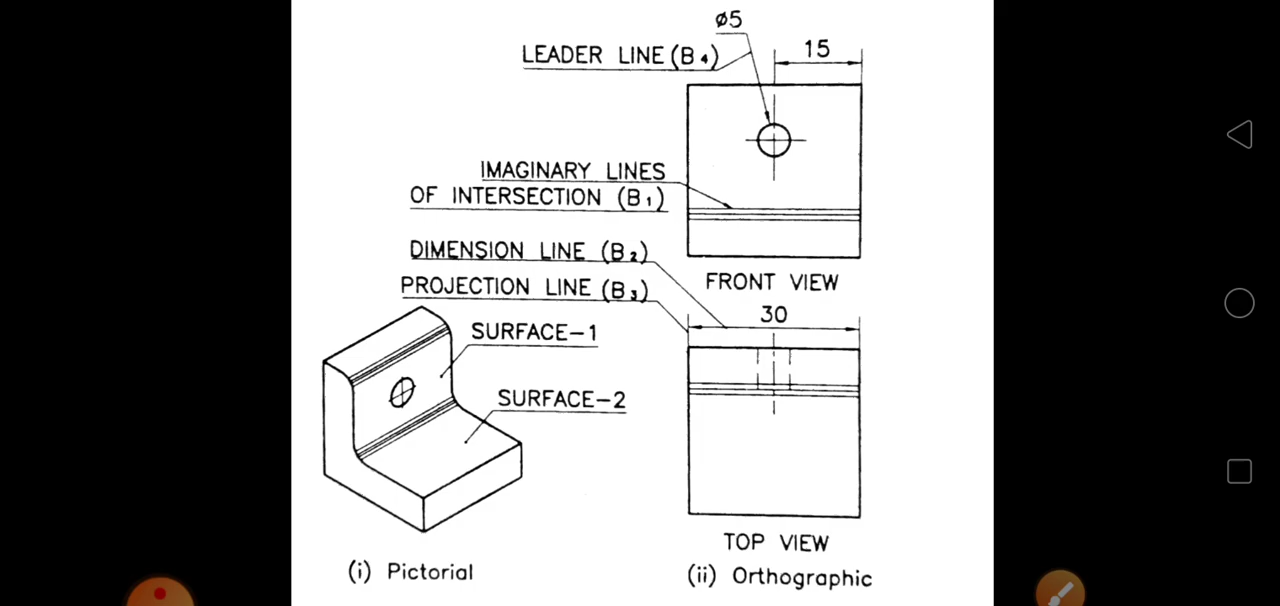 ø5
LEADER LINE (B4)
15
IMAGINARY LINES
OF INTERSECTION (B1)
DIMENSION LINE (B2)
FRONT VIEW
PROJECTION LINE (B3)
30
SURFACE-1
SURFACE-2
TOP VIEW
(i) Pictorial
(ii) Orthographic